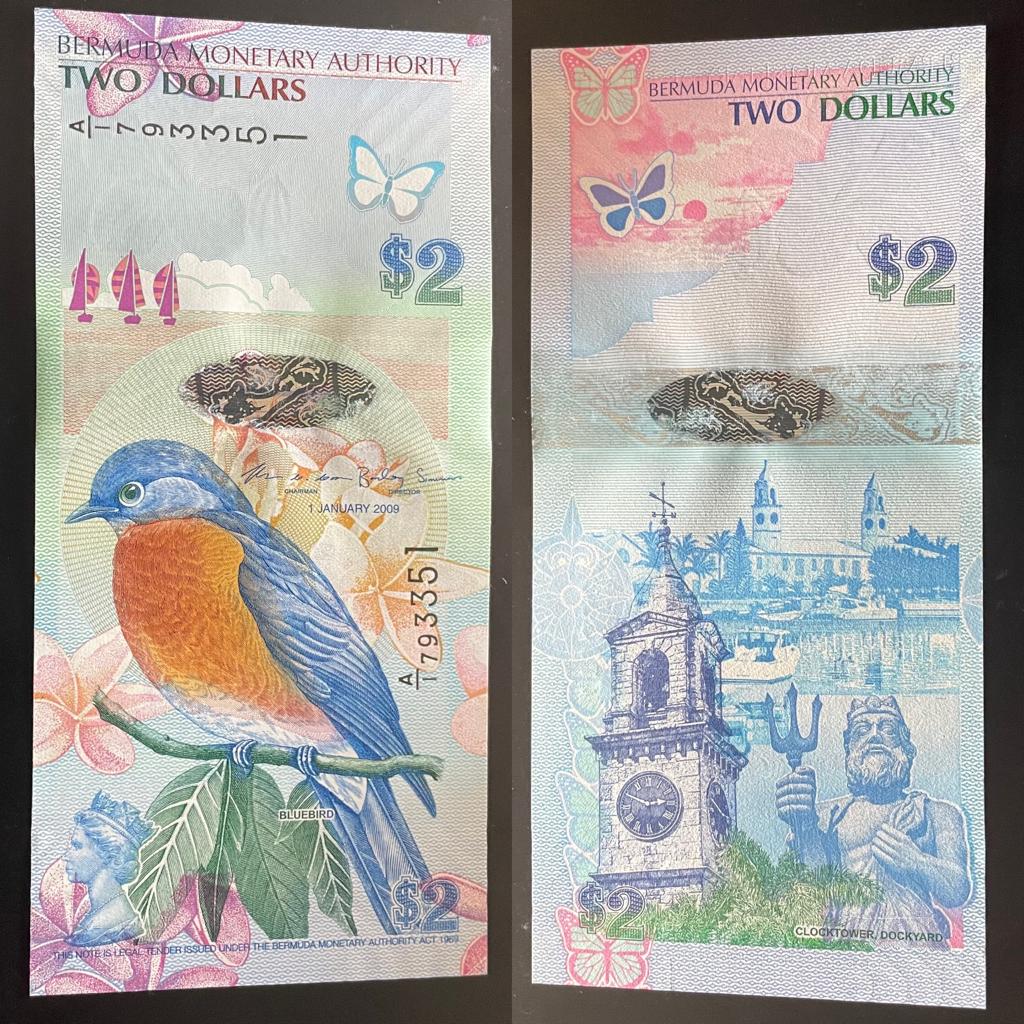 BERMUDA MONETARY AUTHORITY
TWO DOLLARS
$2
CLOCKTOWER/DOCKYARD
$2
BERMUDA MONETARY AUTHORITY
TWO DOLLARS
A/1 793351
$2
CHAIRMAN DIRECTOR
1 JANUARY 2009
A/1 793351
BLUEBIRD
$2
THIS NOTE IS LEGAL TENDER ISSUED UNDER THE BERMUDA MONETARY AUTHORITY ACT 1969